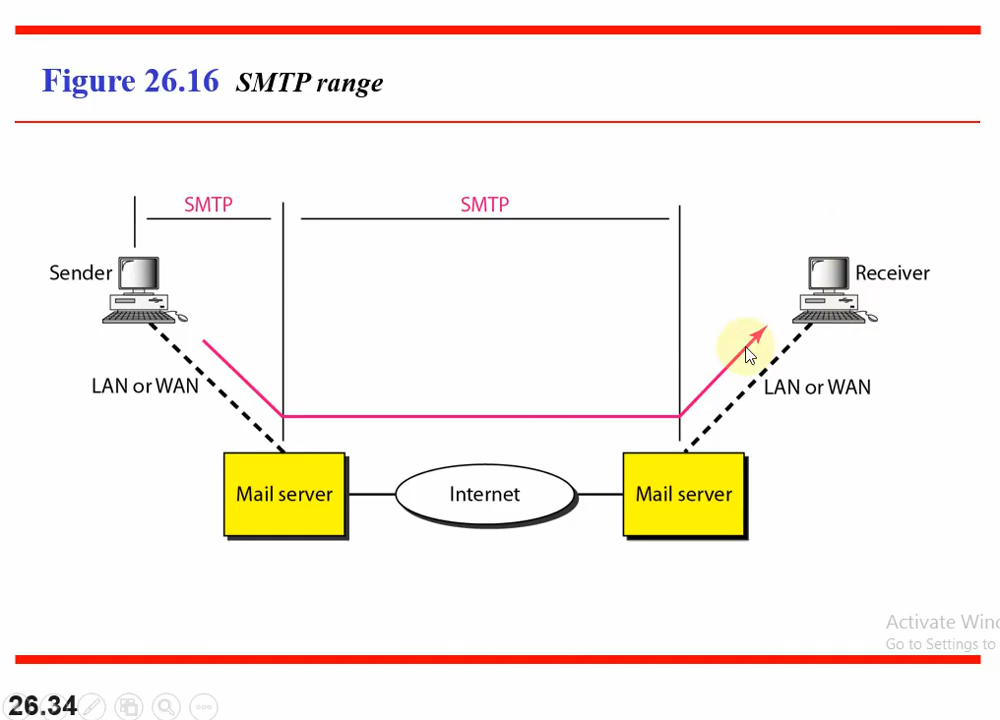 Figure 26.16 SMTP range
SMTP
SMTP
Sender
Receiver
LAN or WAN
LAN or WAN
Mail server
Internet
Mail server
Activate Winc
Go to Settings to
26.34